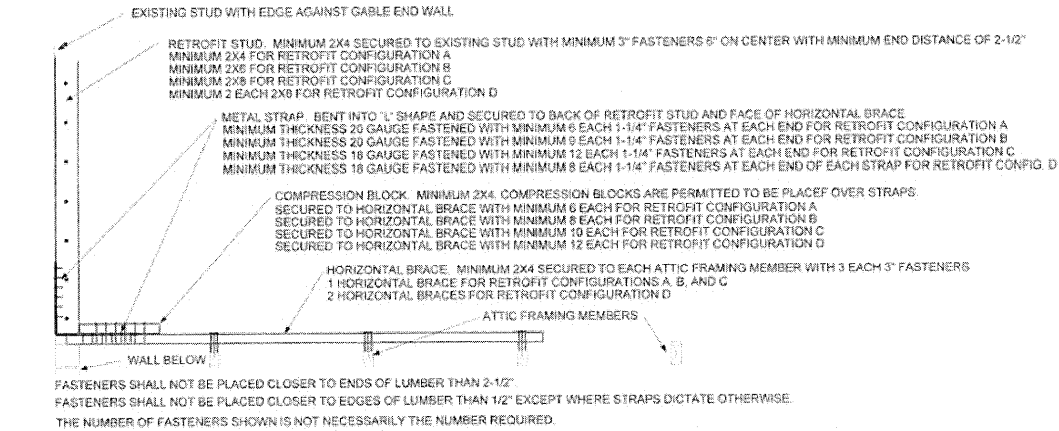 EXISTING STUD WITH EDGE AGAINST GABLE END WALL
RETROFIT STUD. MINIMUM 2X4 SECURED TO EXISTING STUD WITH MINIMUM 3" FASTENERS 6" ON CENTER WITH MINIMUM END DISTANCE OF 2-1/2"
MINIMUM 2X4 FOR RETROFIT CONFIGURATION A
MINIMUM 2X6 FOR RETROFIT CONFIGURATION B
MINIMUM 2X8 FOR RETROFIT CONFIGURATION C
MINIMUM 2 EACH 2X8 FOR RETROFIT CONFIGURATION D
METAL STRAP. BENT INTO "L" SHAPE AND SECURED TO BACK OF RETROFIT STUD AND FACE OF HORIZONTAL BRACE
MINIMUM THICKNESS 20 GAUGE FASTENED WITH MINIMUM 6 EACH 1-1/4" FASTENERS AT EACH END FOR RETROFIT CONFIGURATION A
MINIMUM THICKNESS 20 GAUGE FASTENED WITH MINIMUM 9 EACH 1-1/4" FASTENERS AT EACH END FOR RETROFIT CONFIGURATION B
MINIMUM THICKNESS 18 GAUGE FASTENED WITH MINIMUM 12 EACH 1-1/4" FASTENERS AT EACH END FOR RETROFIT CONFIGURATION C
MINIMUM THICKNESS 18 GAUGE FASTENED WITH MINIMUM 8 EACH 1-1/4" FASTENERS AT EACH END OF EACH STRAP FOR RETROFIT CONFIG. D
COMPRESSION BLOCK. MINIMUM 2X4. COMPRESSION BLOCKS ARE PERMITTED TO BE PLACEF OVER STRAPS.
SECURED TO HORIZONTAL BRACE WITH MINIMUM 6 EACH FOR RETROFIT CONFIGURATION A
SECURED TO HORIZONTAL BRACE WITH MINIMUM 8 EACH FOR RETROFIT CONFIGURATION B
SECURED TO HORIZONTAL BRACE WITH MINIMUM 10 EACH FOR RETROFIT CONFIGURATION C
SECURED TO HORIZONTAL BRACE WITH MINIMUM 12 EACH FOR RETROFIT CONFIGURATION D
HORIZONTAL BRACE. MINIMUM 2X4 SECURED TO EACH ATTIC FRAMING MEMBER WITH 3 EACH 3" FASTENERS
1 HORIZONTAL BRACE FOR RETROFIT CONFIGURATIONS A, B, AND C
2 HORIZONTAL BRACES FOR RETROFIT CONFIGURATION D
ATTIC FRAMING MEMBERS
WALL BELOW
FASTENERS SHALL NOT BE PLACED CLOSER TO ENDS OF LUMBER THAN 2-1/2".
FASTENERS SHALL NOT BE PLACED CLOSER TO EDGES OF LUMBER THAN 1/2" EXCEPT WHERE STRAPS DICTATE OTHERWISE.
THE NUMBER OF FASTENERS SHOWN IS NOT NECESSARILY THE NUMBER REQUIRED.